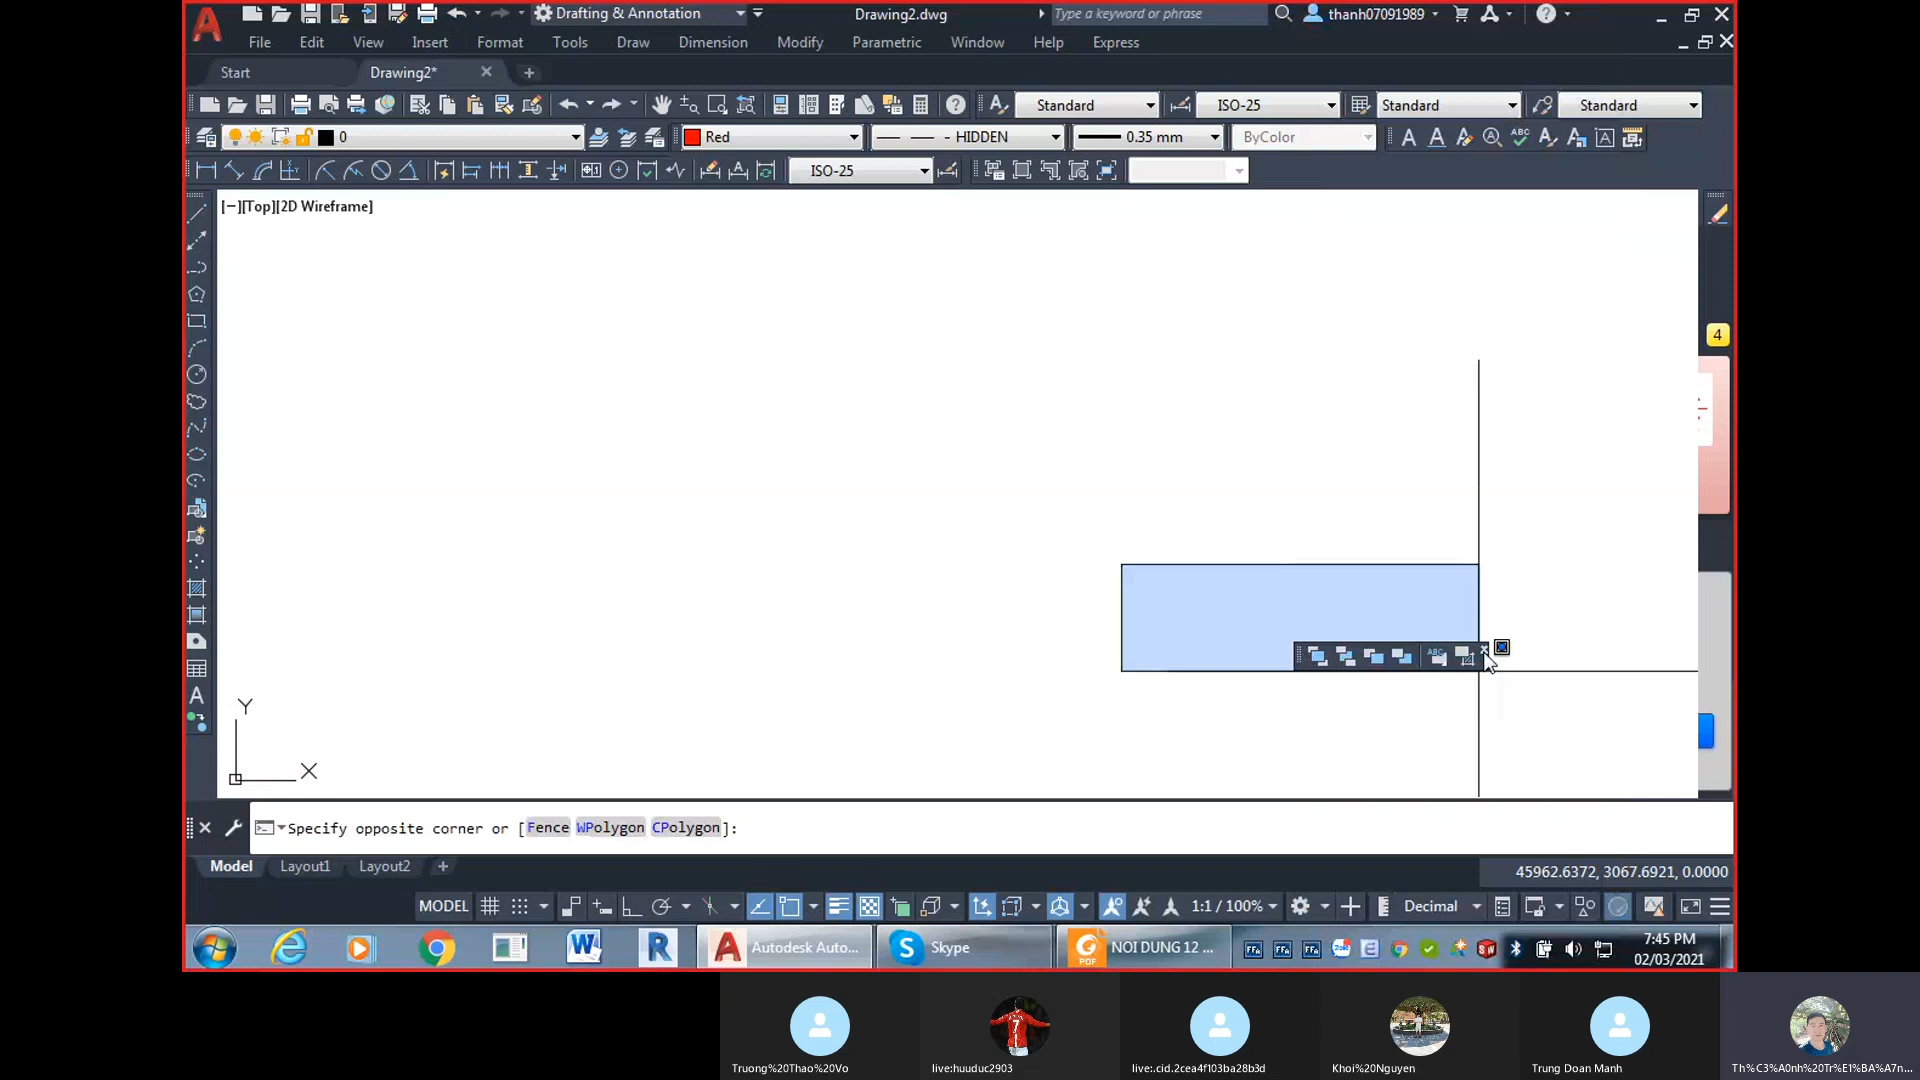 Drafting & Annotation
Drawing2.dwg
Type a keyword or phrase
thanh07091989
File Edit View Insert Format Tools Draw Dimension Modify Parametric Window Help Express
Start
Drawing2*
Standard
ISO-25
Standard
Standard
0
Red
HIDDEN
0.35 mm
ByColor
ISO-25
[−][Top][2D Wireframe]
4
ABC
Y
X
Specify opposite corner or [Fence WPolygon CPolygon]:
Model Layout1 Layout2
45962.6372, 3067.6921, 0.0000
MODEL
1:1 / 100%
Decimal
Autodesk Auto...
Skype
NOI DUNG 12 ...
7:45 PM
02/03/2021
Truong%20Thao%20Vo
live:huuduc2903
live:.cid.2cea4f103ba28b3d
Khoi%20Nguyen
Trung Doan Manh
Th%C3%A0nh%20Tr%E1%BA%A7n...